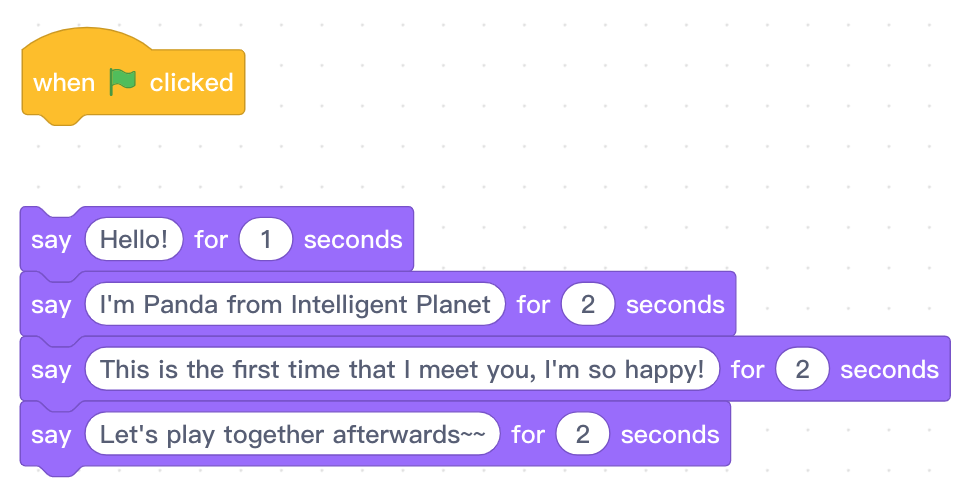 when clicked
say Hello! for 1 seconds
say I'm Panda from Intelligent Planet for 2 seconds
say This is the first time that I meet you, I'm so happy! for 2 seconds
say Let's play together afterwards~~ for 2 seconds